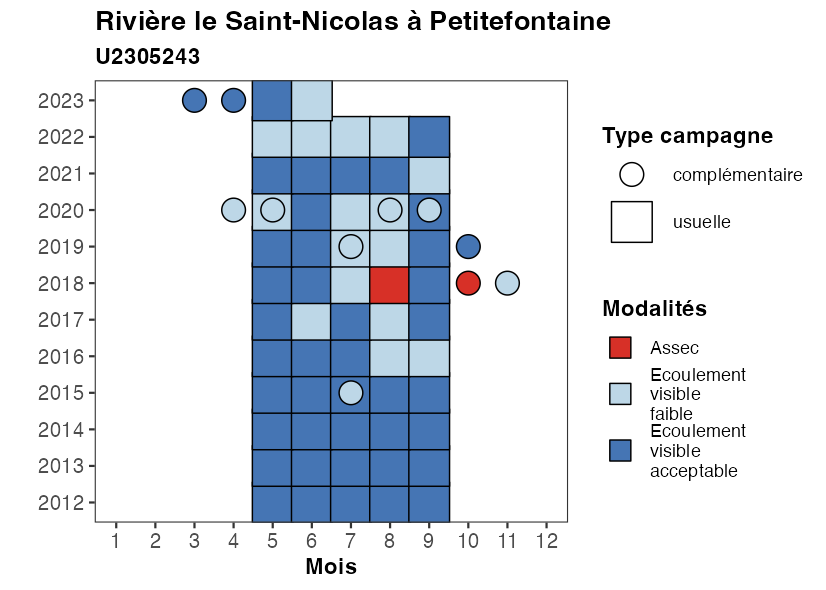 Rivière le Saint-Nicolas à Petitefontaine
U2305243
2023
2022
2021
2020
2019
2018
2017
2016
2015
2014
2013
2012
1 2 3 4 5 6 7 8 9 10 11 12
Mois
Type campagne
complémentaire
usuelle
Modalités
Assec
Ecoulement
visible
faible
Ecoulement
visible
acceptable